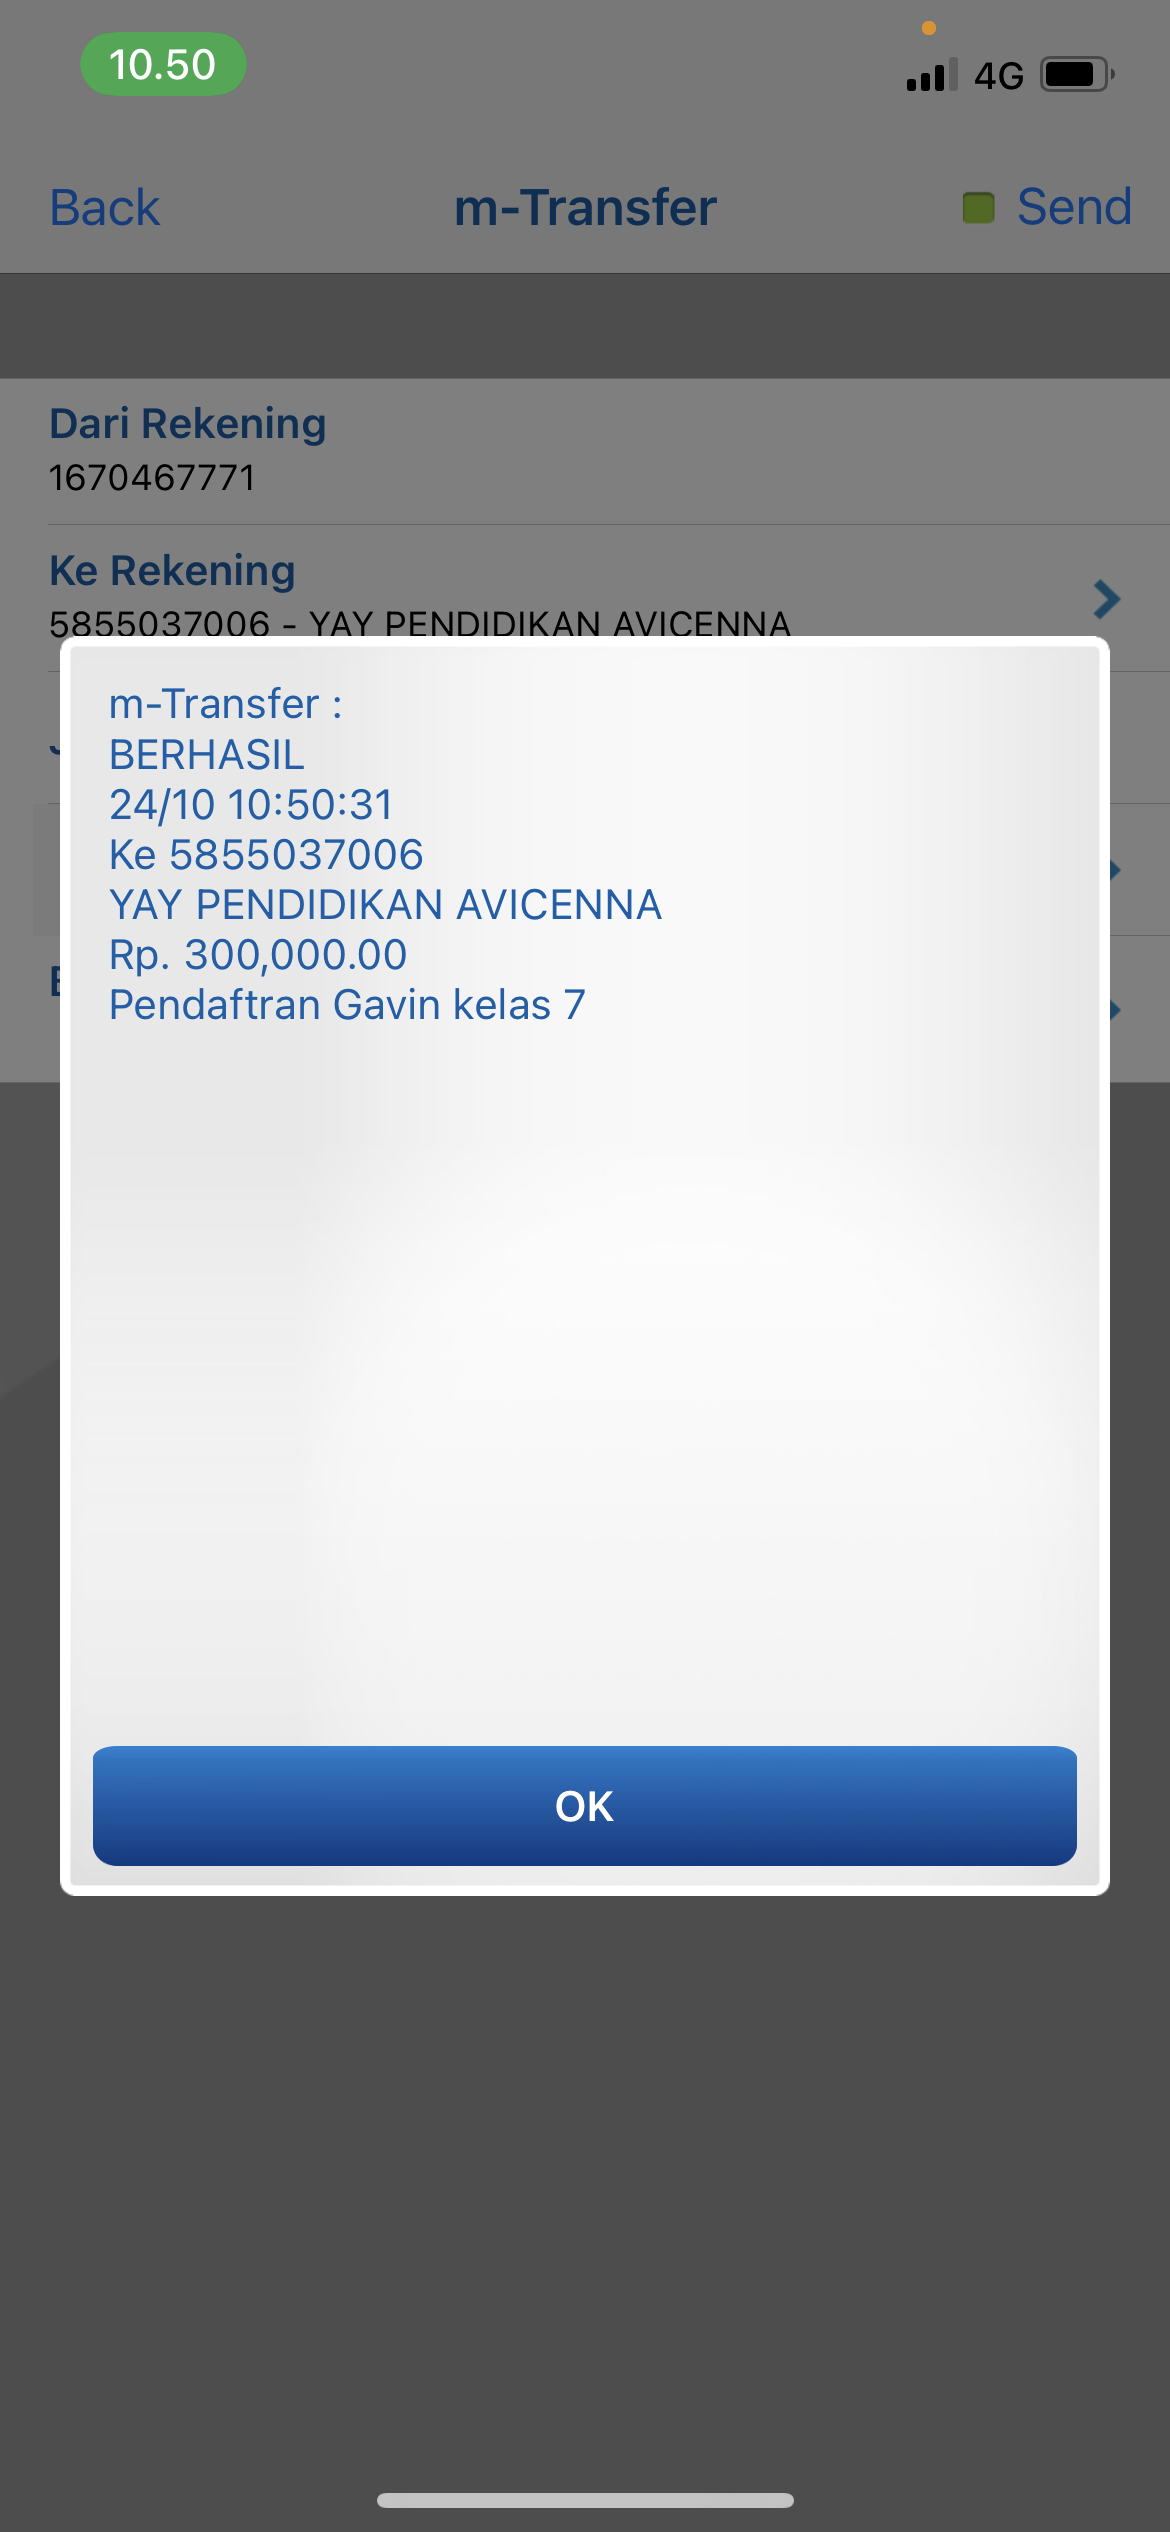 10.50
4G
Back
m-Transfer
Send
Dari Rekening
1670467771
Ke Rekening
5855037006 - YAY PENDIDIKAN AVICENNA
m-Transfer :
BERHASIL
24/10 10:50:31
Ke 5855037006
YAY PENDIDIKAN AVICENNA
Rp. 300,000.00
Pendaftran Gavin kelas 7
OK